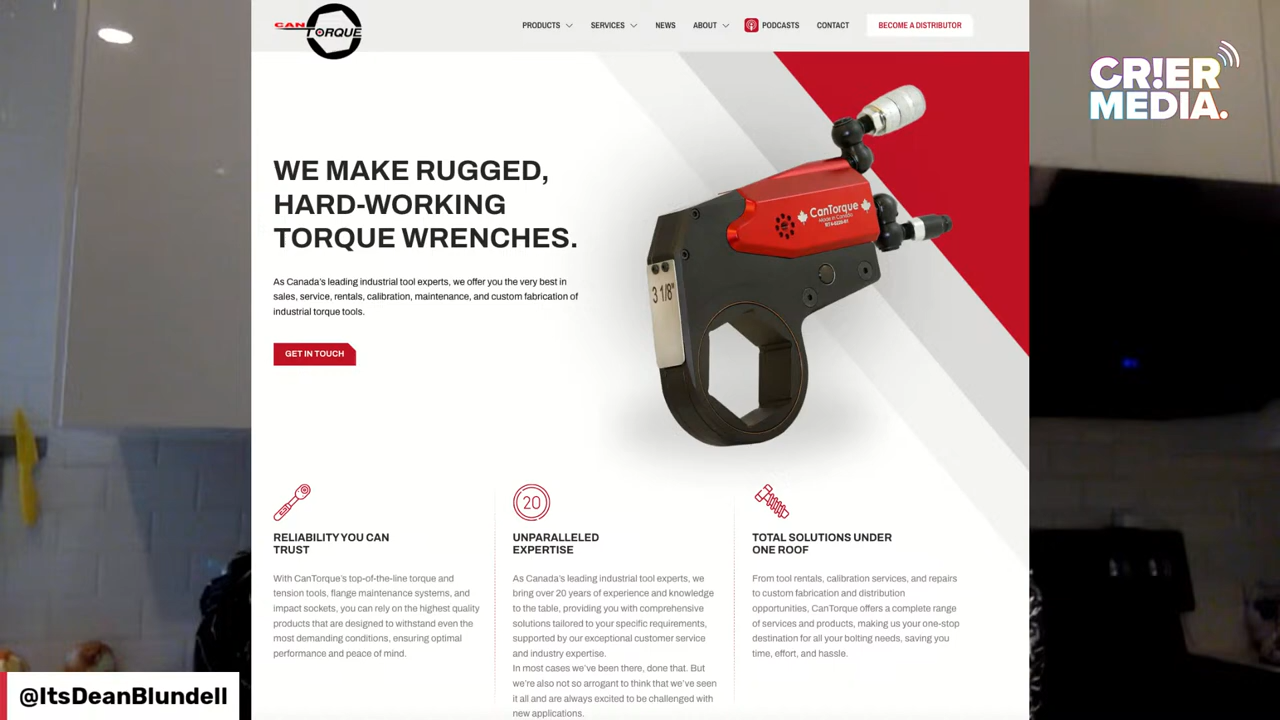 CAN
TORQUE
PRODUCTS
SERVICES
NEWS
ABOUT
PODCASTS
CONTACT
BECOME A DISTRIBUTOR
CR!ER
MEDIA.
WE MAKE RUGGED,
HARD-WORKING
TORQUE WRENCHES.
As Canada's leading industrial tool experts, we offer you the very best in
sales, service, rentals, calibration, maintenance, and custom fabrication of
industrial torque tools.
GET IN TOUCH
CanTorque
Made in Canada
3 1/8"
RELIABILITY YOU CAN
TRUST
With CanTorque's top-of-the-line torque and
tension tools, flange maintenance systems, and
impact sockets, you can rely on the highest quality
products that are designed to withstand even the
most demanding conditions, ensuring optimal
performance and peace of mind.
20
UNPARALLELED
EXPERTISE
As Canada's leading industrial tool experts, we
bring over 20 years of experience and knowledge
to the table, providing you with comprehensive
solutions tailored to your specific requirements,
supported by our exceptional customer service
and industry expertise.
In most cases we've been there, done that. But
we're also not so arrogant to think that we've seen
it all and are always excited to be challenged with
new applications.
TOTAL SOLUTIONS UNDER
ONE ROOF
From tool rentals, calibration services, and repairs
to custom fabrication and distribution
opportunities, CanTorque offers a complete range
of services and products, making us your one-stop
destination for all your bolting needs, saving you
time, effort, and hassle.
@ItsDeanBlundell